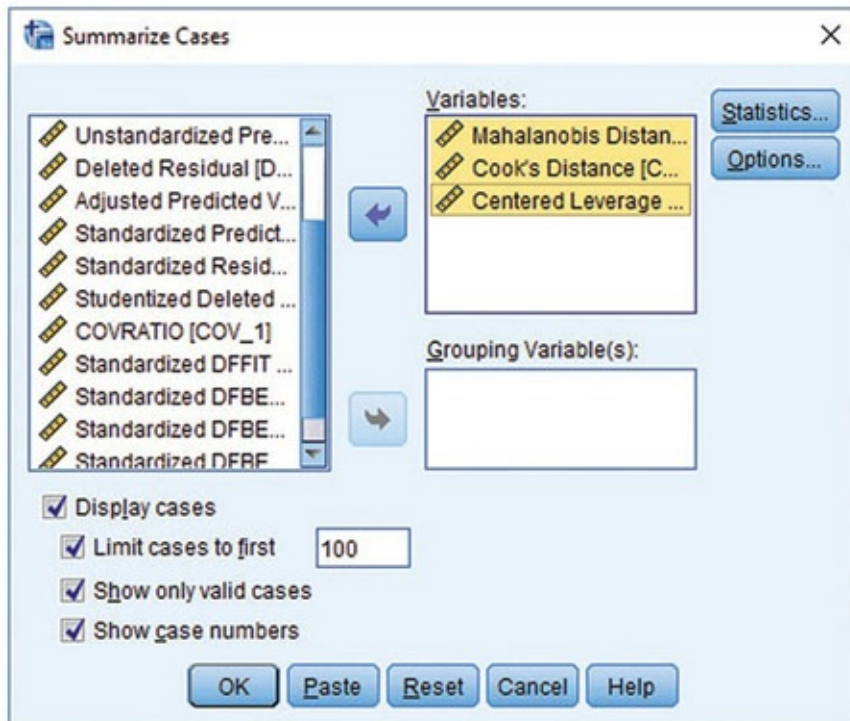 Summarize Cases
Unstandardized Pre...
Deleted Residual [D...
Adjusted Predicted V...
Standardized Predict...
Standardized Resid...
Studentized Deleted ...
COVRATIO [COV_1]
Standardized DFFIT ...
Standardized DFBE...
Standardized DFBE...
Standardized DFBE
Variables:
Mahalanobis Distan...
Cook's Distance [C...
Centered Leverage ...
Statistics...
Options...
Grouping Variable(s):
Display cases
Limit cases to first 100
Show only valid cases
Show case numbers
OK Paste Reset Cancel Help